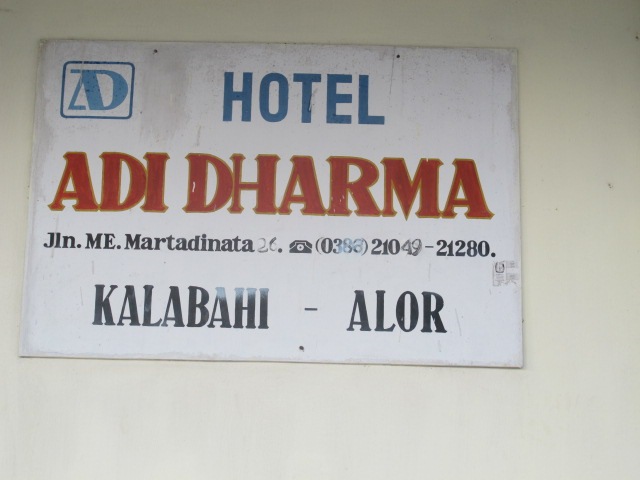 AD
HOTEL
ADI DHARMA
Jln. ME. Martadinata 26. ☎ (0386) 21049-21280.
KALABAHI - ALOR